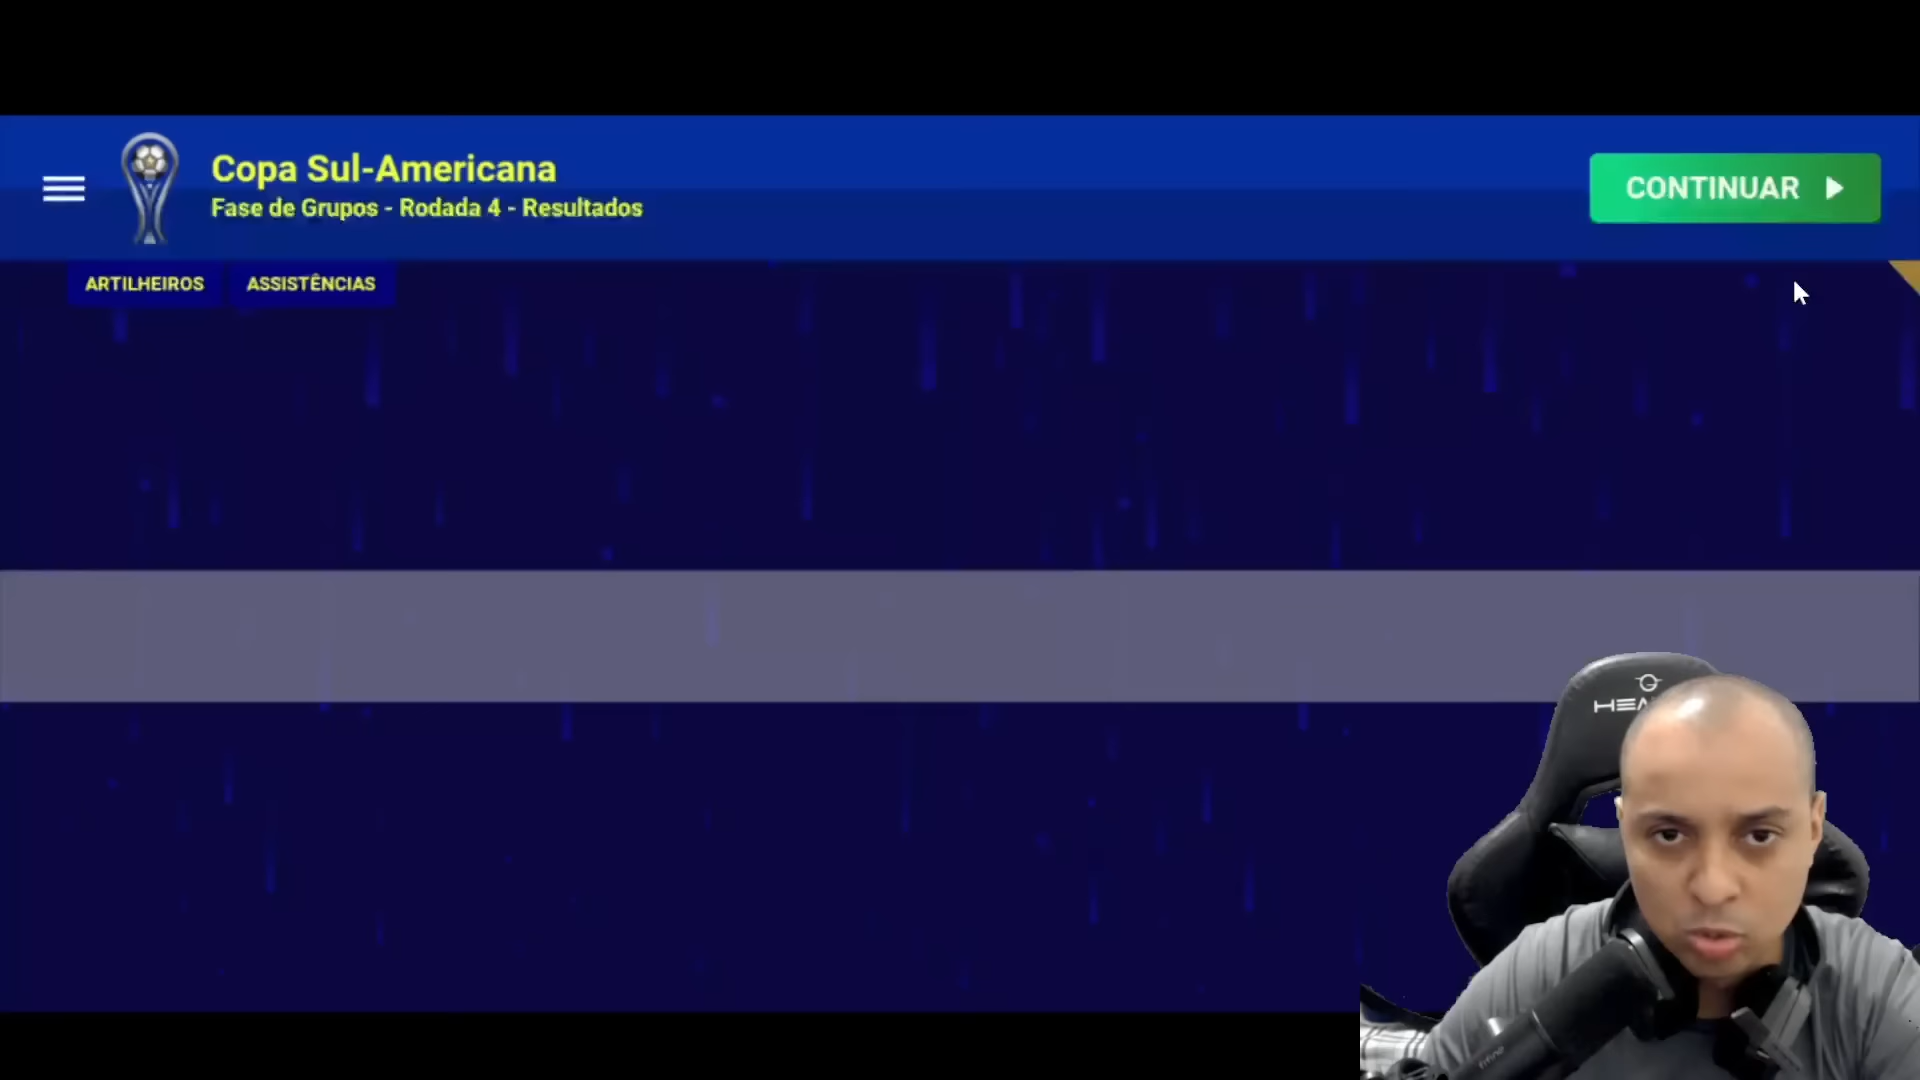 Copa Sul-Americana
Fase de Grupos - Rodada 4 - Resultados
CONTINUAR
ARTILHEIROS
ASSISTÊNCIAS